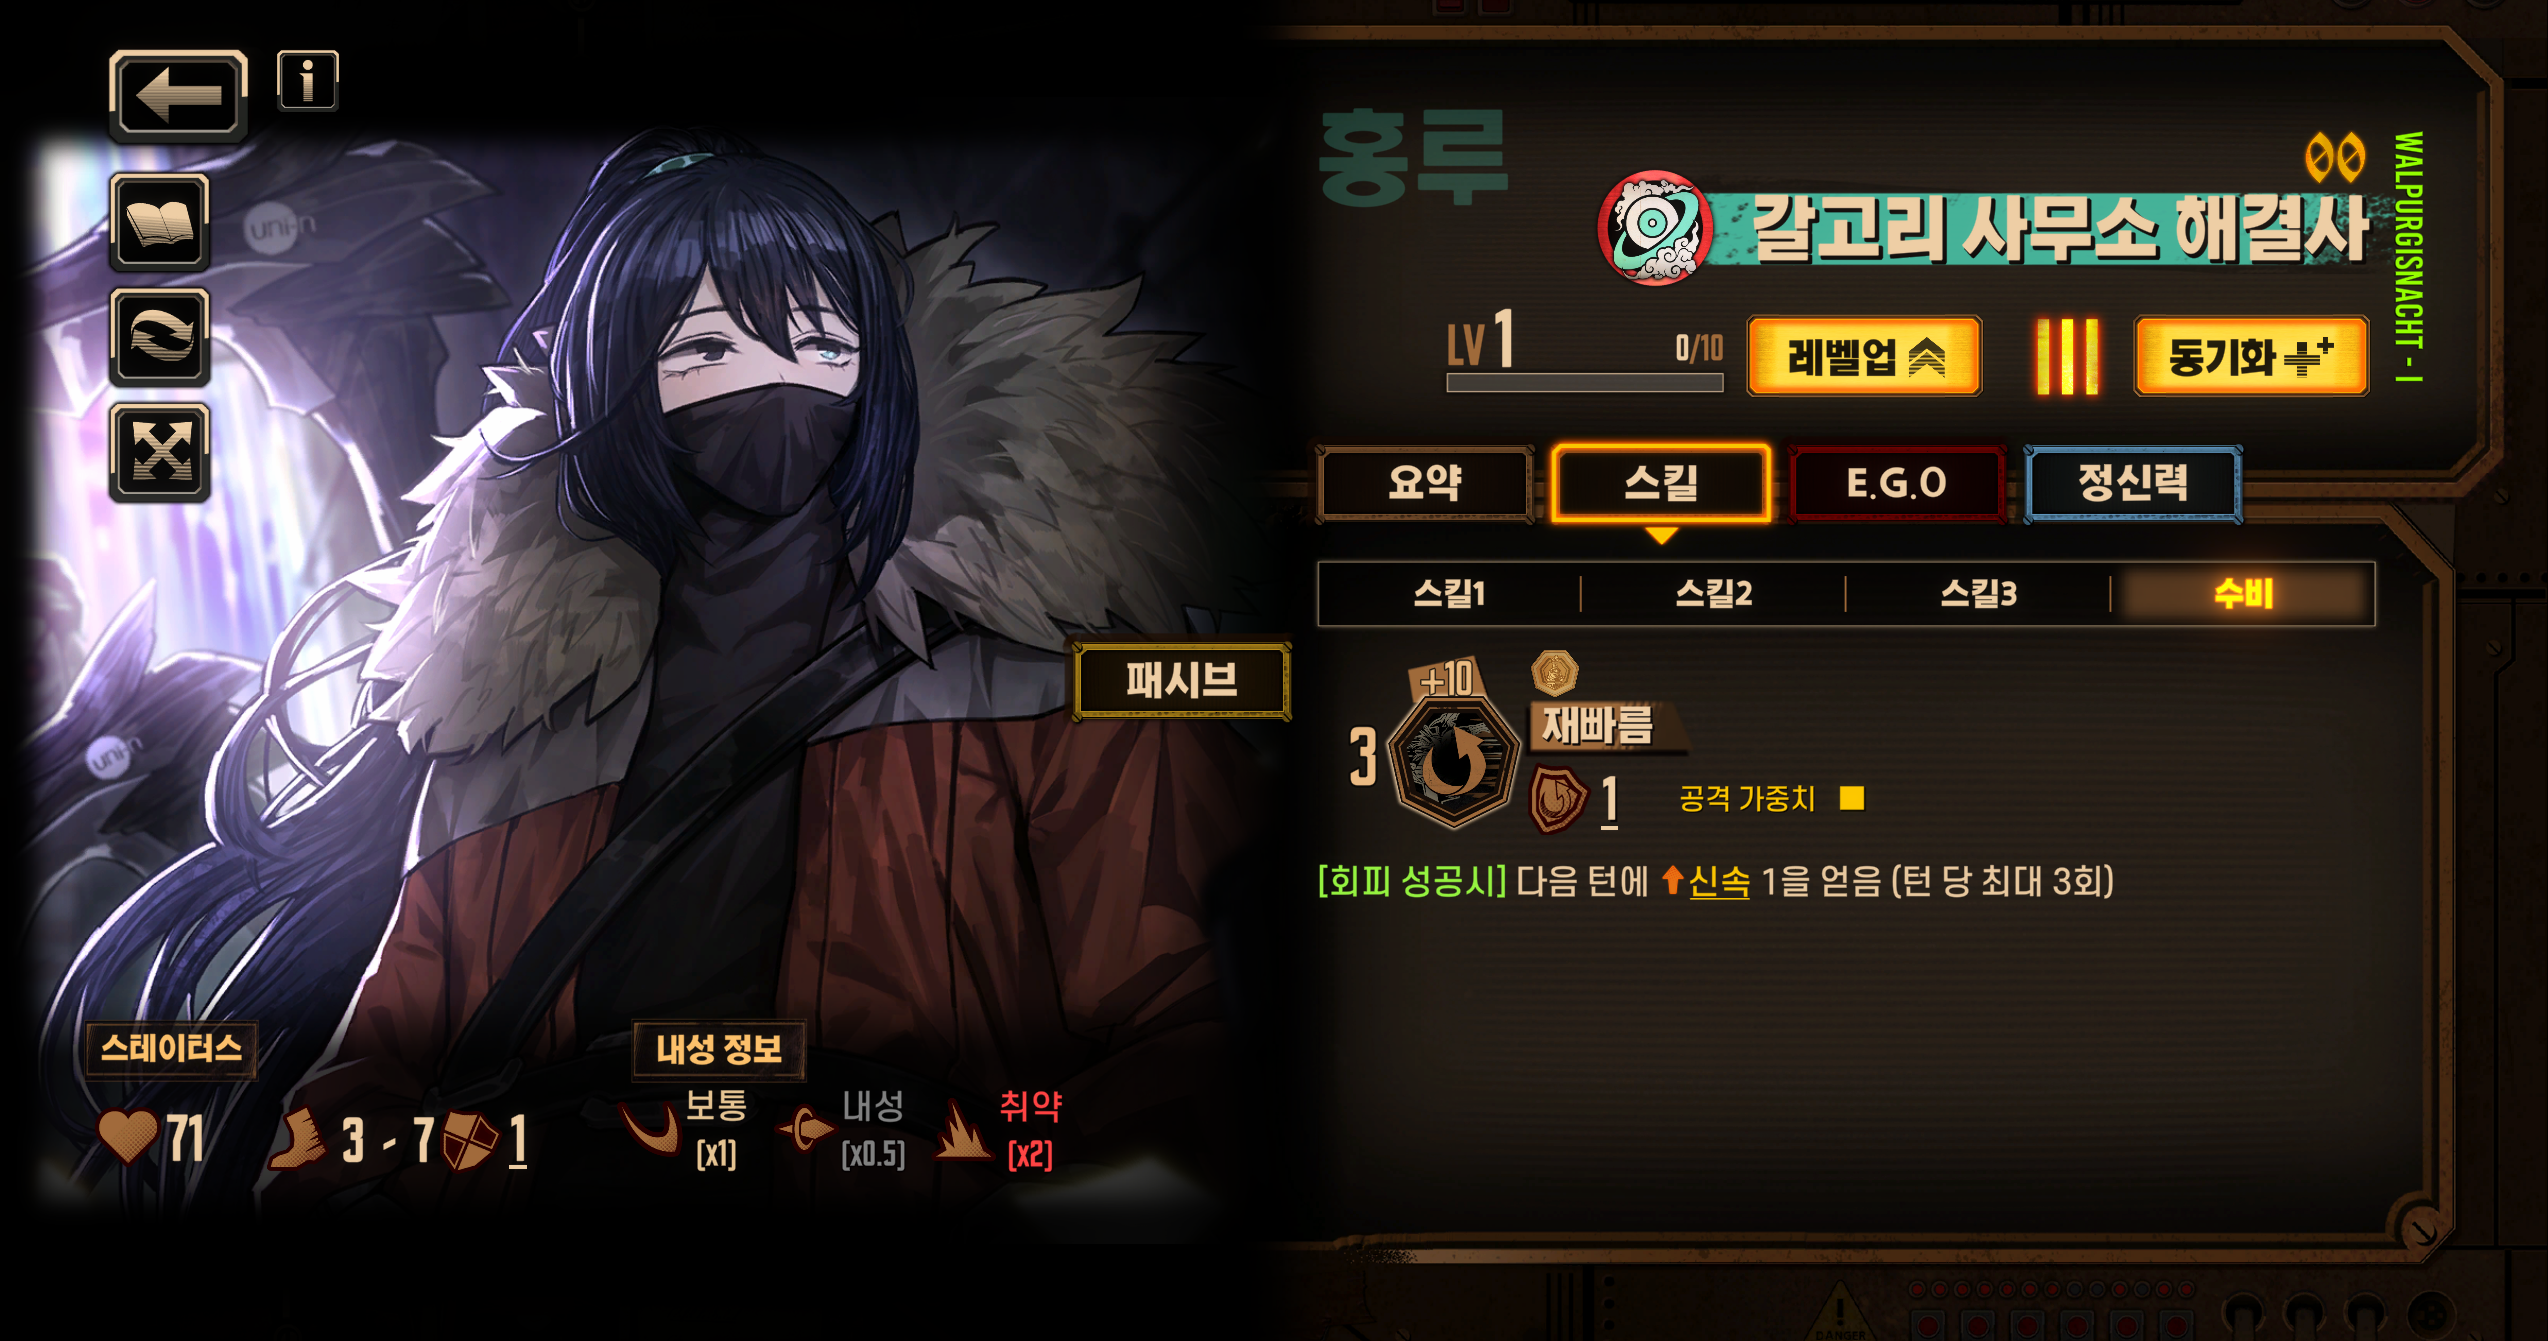 홍루
갈고리 사무소 해결사
WALPURGISNACHT - I
LV 1
0/10
레벨업
동기화
요약
스킬
E.G.O
정신력
스킬1
스킬2
스킬3
수비
패시브
+10
3
재빠름
1
공격 가중치
[회피 성공시] 다음 턴에 신속 1을 얻음 (턴 당 최대 3회)
스테이터스
71
3 - 7
1
내성 정보
보통
[x1]
내성
[x0.5]
취약
[x2]
DANGER